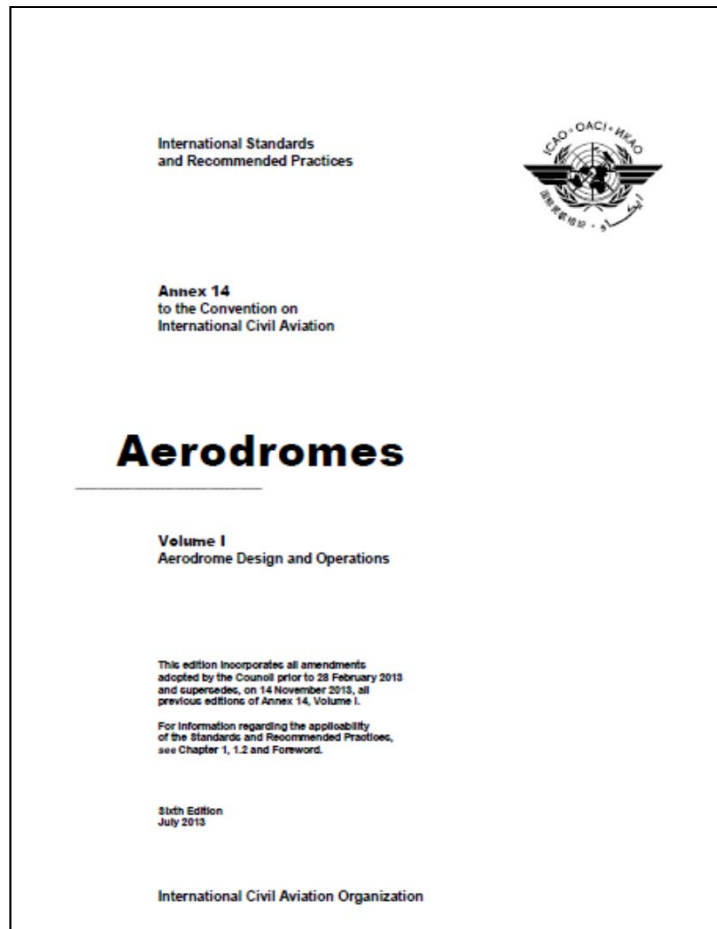 International Standards
and Recommended Practices
ICAO · OACI · ИКАО
Annex 14
to the Convention on
International Civil Aviation
Aerodromes
Volume I
Aerodrome Design and Operations
This edition incorporates all amendments
adopted by the Council prior to 28 February 2013
and supersedes, on 14 November 2013, all
previous editions of Annex 14, Volume I.
For information regarding the applicability
of the Standards and Recommended Practices,
see Chapter 1, 1.2 and Foreword.
Sixth Edition
July 2013
International Civil Aviation Organization